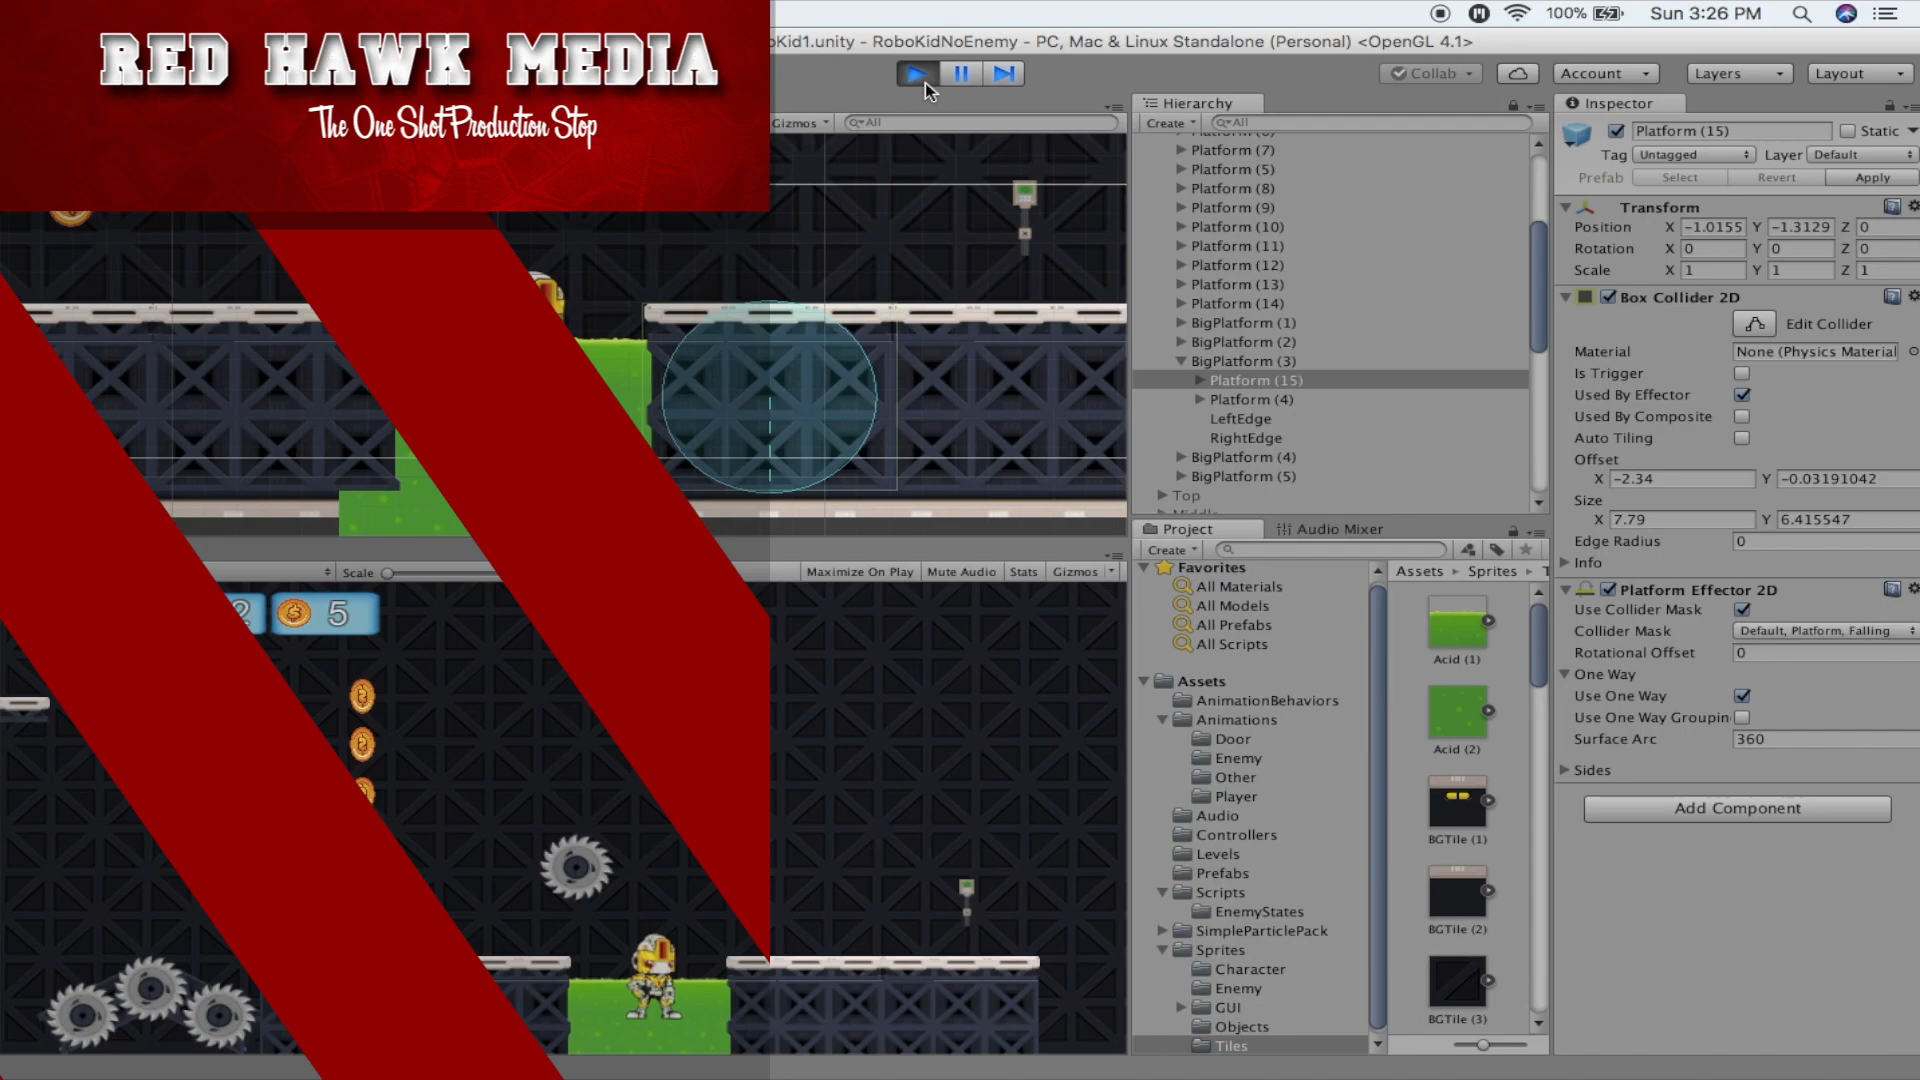 RED HAWK MEDIA
The One Shot Production Stop
100%
Sun 3:26 PM
Kid1.unity - RoboKidNoEnemy - PC, Mac & Linux Standalone (Personal) <OpenGL 4.1>
Collab
Account
Layers
Layout
Gizmos
All
Hierarchy
Create
All
Platform (7)
Platform (5)
Platform (8)
Platform (9)
Platform (10)
Platform (11)
Platform (12)
Platform (13)
Platform (14)
BigPlatform (1)
BigPlatform (2)
BigPlatform (3)
Platform (15)
Platform (4)
LeftEdge
RightEdge
BigPlatform (4)
BigPlatform (5)
Top
Inspector
Platform (15)
Static
Tag Untagged Layer Default
Prefab Select Revert Apply
Transform
Position X -1.0155 Y -1.3129 Z 0
Rotation X 0 Y 0 Z 0
Scale X 1 Y 1 Z 1
Box Collider 2D
Edit Collider
Material None (Physics Material
Is Trigger
Used By Effector
Used By Composite
Auto Tiling
Offset
X -2.34 Y -0.03191042
Size
X 7.79 Y 6.415547
Edge Radius 0
Info
Platform Effector 2D
Use Collider Mask
Collider Mask Default, Platform, Falling
Rotational Offset 0
One Way
Use One Way
Use One Way Groupin
Surface Arc 360
Sides
Add Component
Scale
Maximize On Play
Mute Audio
Stats
Gizmos
2
5
Project
Audio Mixer
Create
Favorites
All Materials
All Models
All Prefabs
All Scripts
Assets
AnimationBehaviors
Animations
Door
Enemy
Other
Player
Audio
Controllers
Levels
Prefabs
Scripts
EnemyStates
SimpleParticlePack
Sprites
Character
Enemy
GUI
Objects
Tiles
Assets Sprites T
Acid (1)
Acid (2)
BGTile (1)
BGTile (2)
BGTile (3)